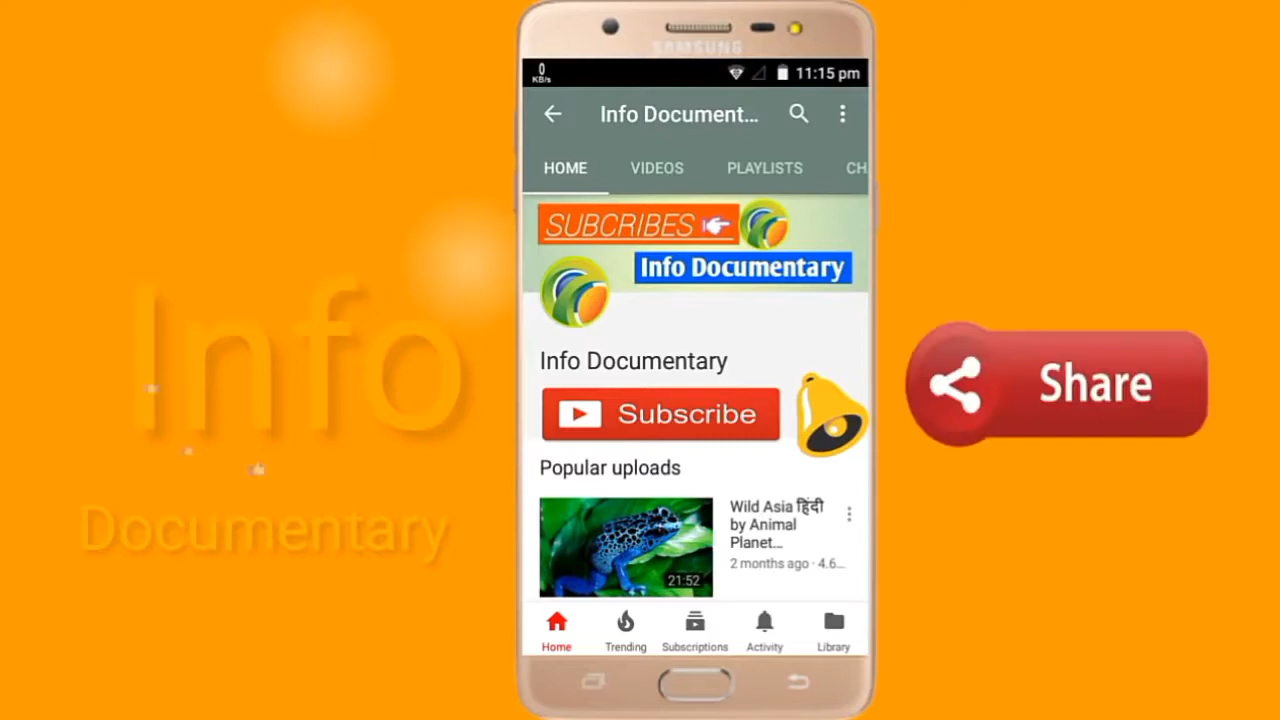 SAMSUNG
0
KB/s
11:15 pm
Info Document...
HOME
VIDEOS
PLAYLISTS
CH
SUBCRIBES
Info Documentary
Info Documentary
Subscribe
Popular uploads
Wild Asia हिंदी
by Animal
Planet...
2 months ago · 4.6...
21:52
Home
Trending
Subscriptions
Activity
Library
Info
Documentary
Share